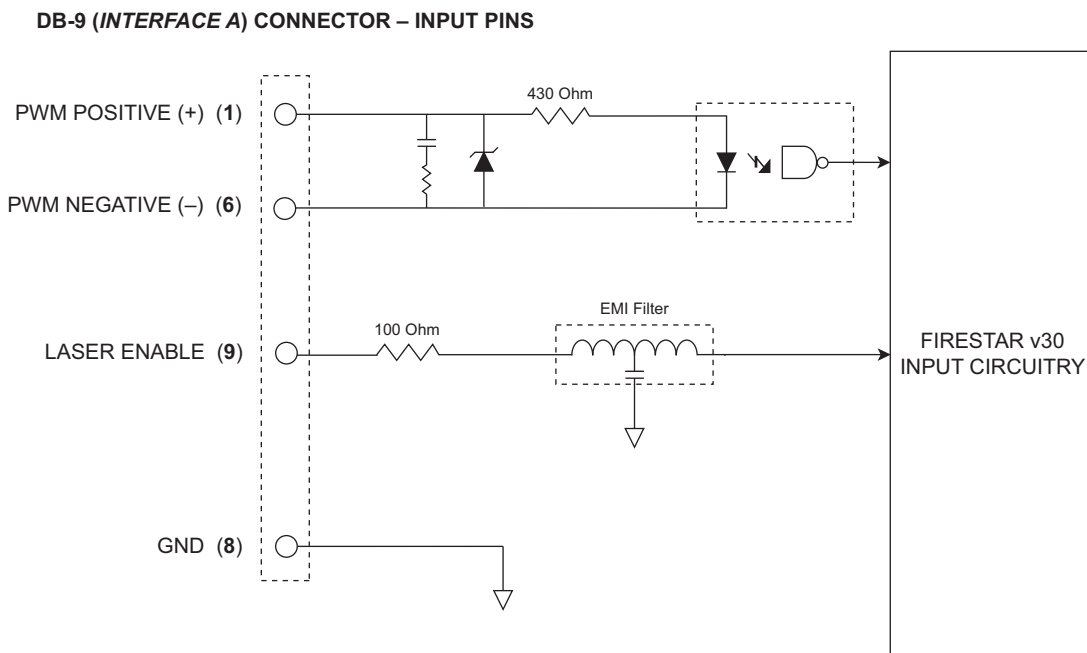 DB-9 (INTERFACE A) CONNECTOR – INPUT PINS
PWM POSITIVE (+) (1)
430 Ohm
PWM NEGATIVE (–) (6)
LASER ENABLE (9)
100 Ohm
EMI Filter
FIRESTAR v30
INPUT CIRCUITRY
GND (8)